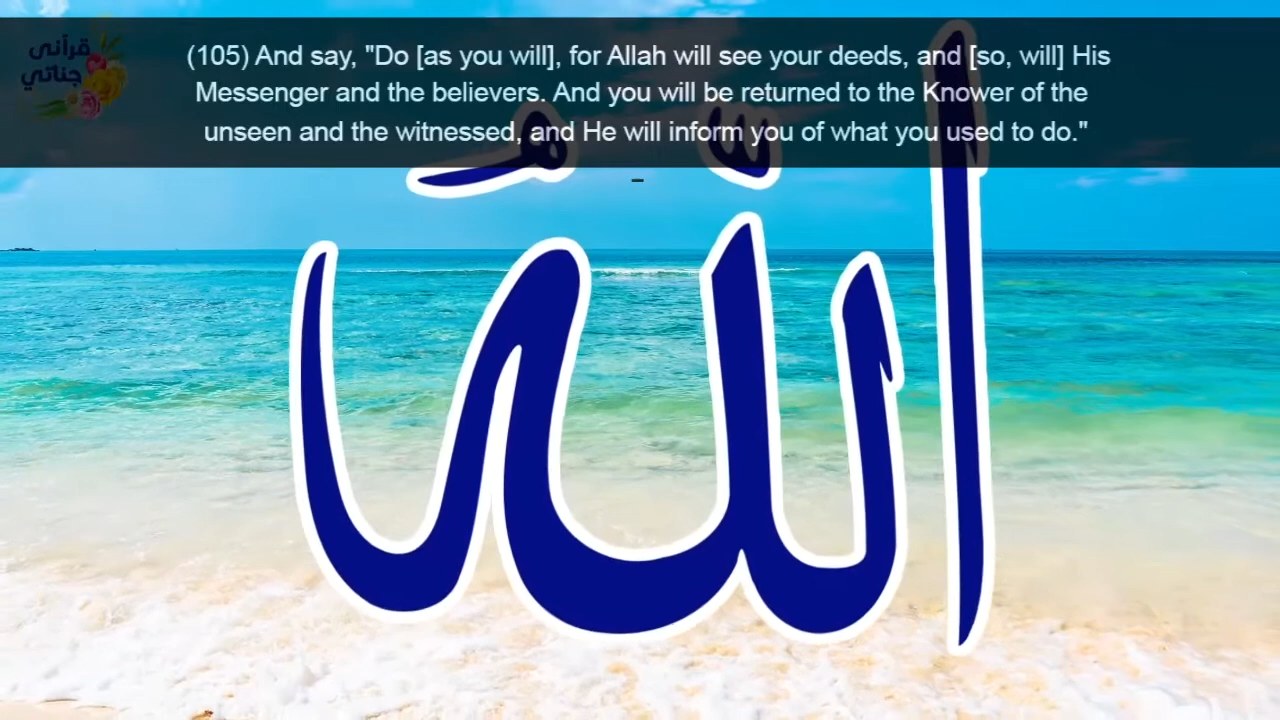 قرآنى
جناتي
(105) And say, "Do [as you will], for Allah will see your deeds, and [so, will] His
Messenger and the believers. And you will be returned to the Knower of the
unseen and the witnessed, and He will inform you of what you used to do."
-
الله